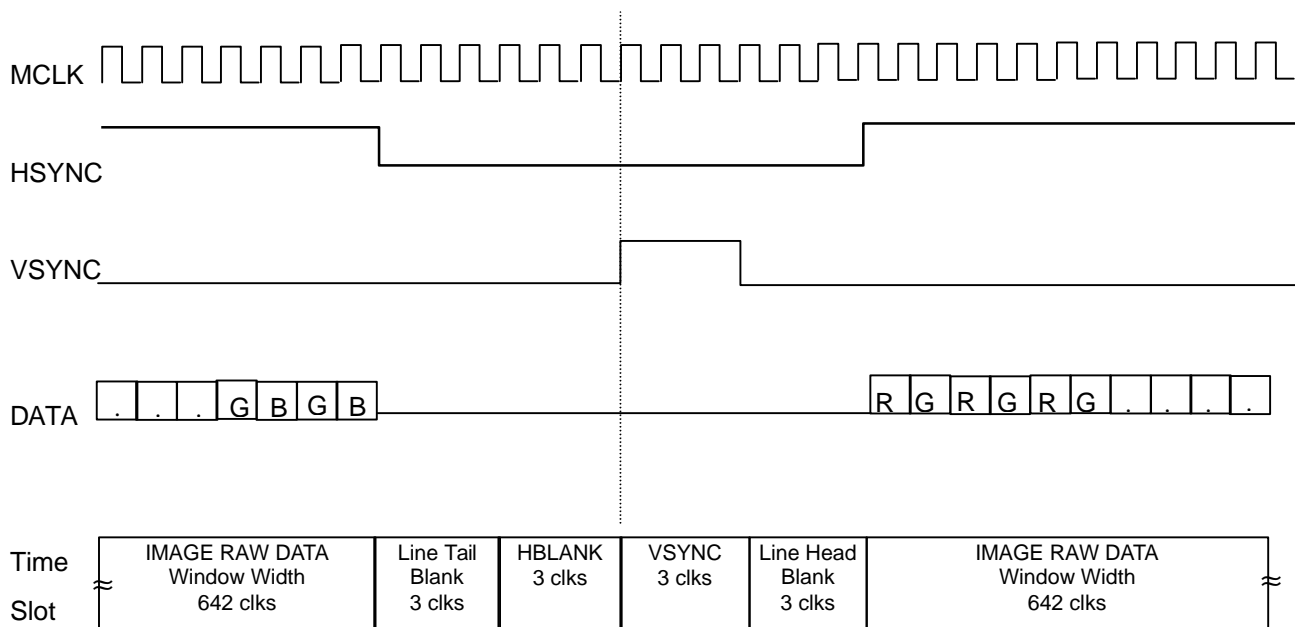 MCLK
HSYNC
VSYNC
DATA
. . . G B G B
R G R G R G . . . .
Time
Slot
IMAGE RAW DATA
Window Width
642 clks
Line Tail
Blank
3 clks
HBLANK
3 clks
VSYNC
3 clks
Line Head
Blank
3 clks
IMAGE RAW DATA
Window Width
642 clks